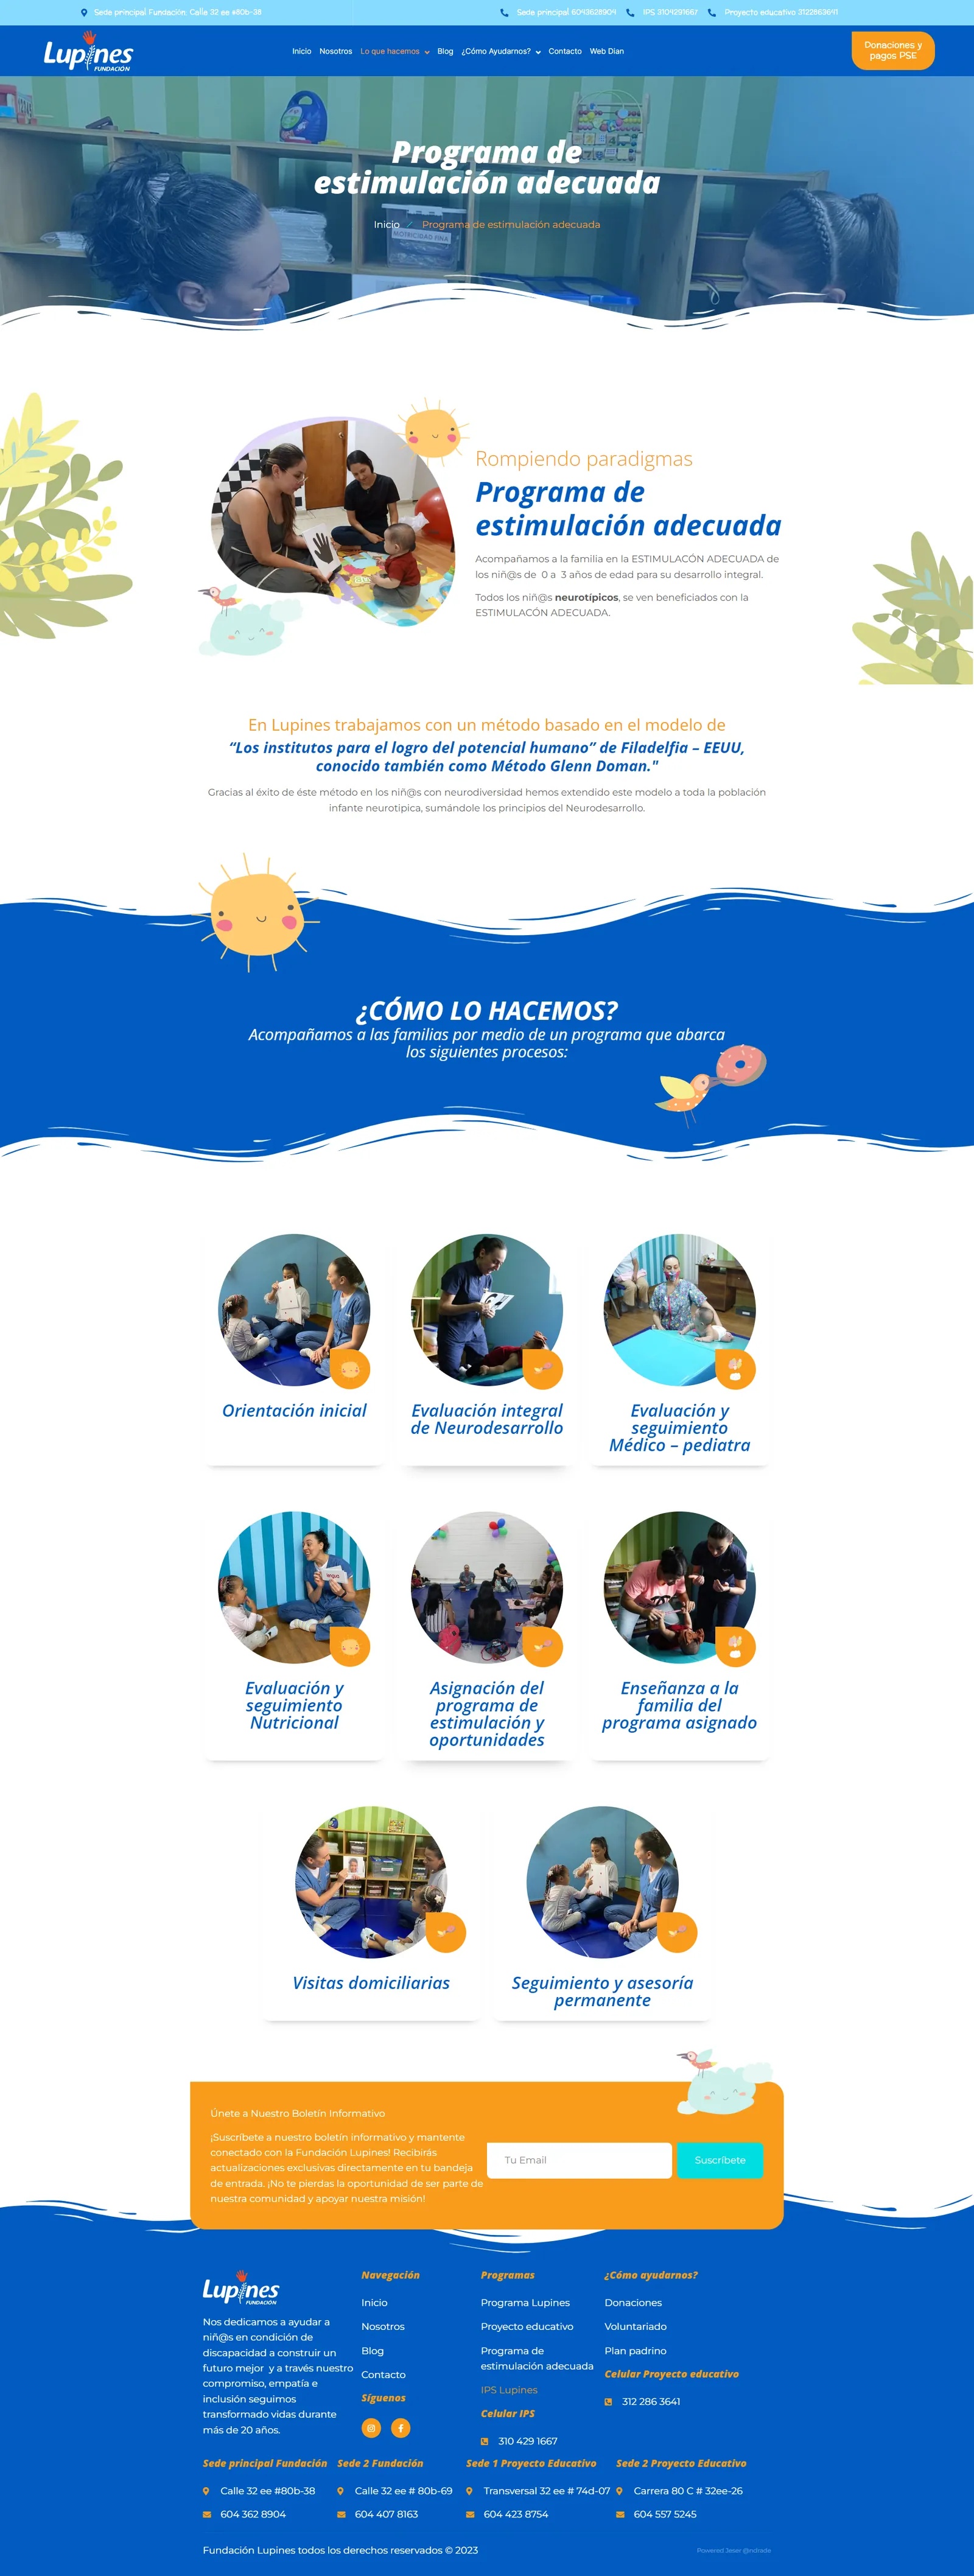 Sede principal Fundación: Calle 32 ee #80b-38
Sede principal 6043628904
IPS 3104291667
Proyecto educativo 3122863641
Lupines
FUNDACIÓN
Inicio
Nosotros
Lo que hacemos
Blog
¿Cómo Ayudarnos?
Contacto
Web Dian
Donaciones y
pagos PSE
Programa de
estimulación adecuada
Inicio
Programa de estimulación adecuada
MOTRICIDAD FINA
Rompiendo paradigmas
Programa de
estimulación adecuada
Acompañamos a la familia en la ESTIMULACÓN ADECUADA de
los niñ@s de 0 a 3 años de edad para su desarrollo integral.
Todos los niñ@s neurotípicos, se ven beneficiados con la
ESTIMULACÓN ADECUADA.
En Lupines trabajamos con un método basado en el modelo de
“Los institutos para el logro del potencial humano” de Filadelfia – EEUU,
conocido también como Método Glenn Doman."
Gracias al éxito de éste método en los niñ@s con neurodiversidad hemos extendido este modelo a toda la población
infante neurotipica, sumándole los principios del Neurodesarrollo.
¿CÓMO LO HACEMOS?
Acompañamos a las familias por medio de un programa que abarca
los siguientes procesos:
Orientación inicial
Evaluación integral
de Neurodesarrollo
Evaluación y
seguimiento
Médico – pediatra
Evaluación y
seguimiento
Nutricional
Asignación del
programa de
estimulación y
oportunidades
Enseñanza a la
familia del
programa asignado
Visitas domiciliarias
Seguimiento y asesoría
permanente
Únete a Nuestro Boletín Informativo
¡Suscríbete a nuestro boletín informativo y mantente
conectado con la Fundación Lupines! Recibirás
actualizaciones exclusivas directamente en tu bandeja
de entrada. ¡No te pierdas la oportunidad de ser parte de
nuestra comunidad y apoyar nuestra misión!
Tu Email
Suscríbete
Lupines
FUNDACIÓN
Nos dedicamos a ayudar a
niñ@s en condición de
discapacidad a construir un
futuro mejor y a través nuestro
compromiso, empatía e
inclusión seguimos
transformado vidas durante
más de 20 años.
Navegación
Inicio
Nosotros
Blog
Contacto
Síguenos
Programas
Programa Lupines
Proyecto educativo
Programa de
estimulación adecuada
IPS Lupines
Celular IPS
310 429 1667
¿Cómo ayudarnos?
Donaciones
Voluntariado
Plan padrino
Celular Proyecto educativo
312 286 3641
Sede principal Fundación
Calle 32 ee #80b-38
604 362 8904
Sede 2 Fundación
Calle 32 ee # 80b-69
604 407 8163
Sede 1 Proyecto Educativo
Transversal 32 ee # 74d-07
604 423 8754
Sede 2 Proyecto Educativo
Carrera 80 C # 32ee-26
604 557 5245
Fundación Lupines todos los derechos reservados © 2023